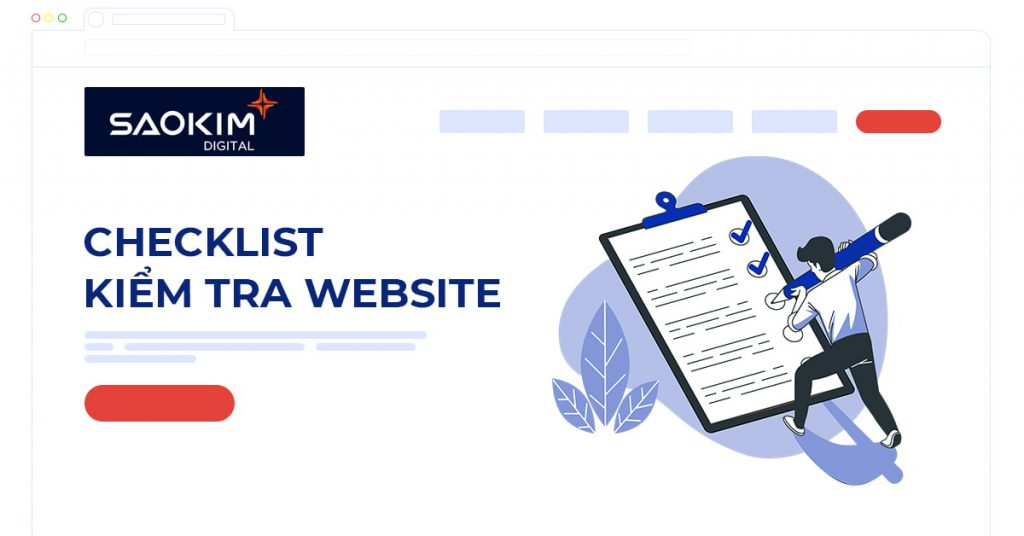 SAOKIM
DIGITAL
CHECKLIST
KIỂM TRA WEBSITE